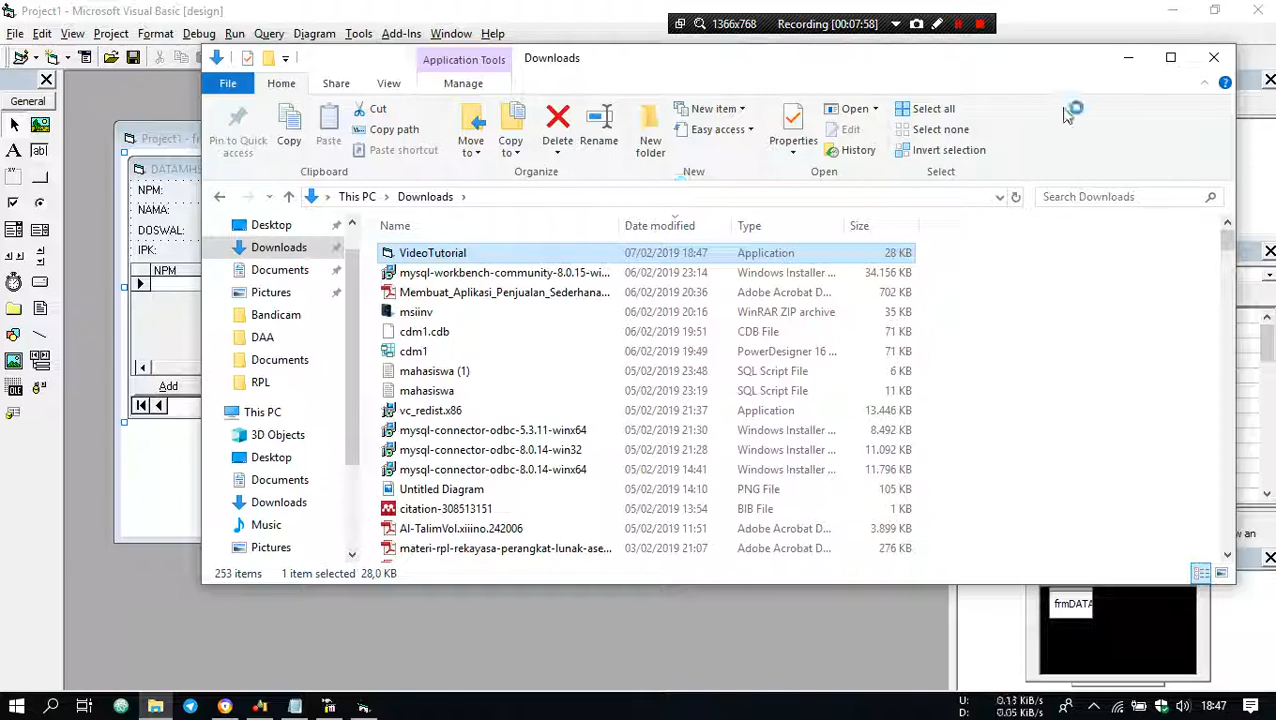 Project1 - Microsoft Visual Basic [design]
1366x768 Recording [00:07:58]
File Edit View Project Format Debug Run Query Diagram Tools Add-Ins Window Help
Application Tools Downloads
File Home Share View Manage
General
Pin to Quick access
Copy
Paste
Cut
Copy path
Paste shortcut
Move to
Copy to
Delete
Rename
New folder
New item
Easy access
Properties
Open
Edit
History
Select all
Select none
Invert selection
Clipboard Organize New Open Select
This PC Downloads Search Downloads
Project1 - f
DATAMHS
NPM:
NAMA:
DOSWAL:
IPK:
NPM
Add
Desktop
Downloads
Documents
Pictures
Bandicam
DAA
Documents
RPL
This PC
3D Objects
Desktop
Documents
Downloads
Music
Pictures
Name Date modified Type Size
VideoTutorial 07/02/2019 18:47 Application 28 KB
mysql-workbench-community-8.0.15-wi... 06/02/2019 23:14 Windows Installer ... 34.156 KB
Membuat_Aplikasi_Penjualan_Sederhana... 06/02/2019 20:36 Adobe Acrobat D... 702 KB
msiinv 06/02/2019 20:16 WinRAR ZIP archive 35 KB
cdm1.cdb 06/02/2019 19:51 CDB File 71 KB
cdm1 06/02/2019 19:49 PowerDesigner 16 ... 71 KB
mahasiswa (1) 05/02/2019 23:48 SQL Script File 6 KB
mahasiswa 05/02/2019 23:19 SQL Script File 11 KB
vc_redist.x86 05/02/2019 21:37 Application 13.446 KB
mysql-connector-odbc-5.3.11-winx64 05/02/2019 21:30 Windows Installer ... 8.492 KB
mysql-connector-odbc-8.0.14-win32 05/02/2019 21:28 Windows Installer ... 11.092 KB
mysql-connector-odbc-8.0.14-winx64 05/02/2019 14:41 Windows Installer ... 11.796 KB
Untitled Diagram 05/02/2019 14:10 PNG File 105 KB
citation-308513151 05/02/2019 13:54 BIB File 1 KB
Al-TalimVol.xiiino.242006 05/02/2019 11:51 Adobe Acrobat D... 3.899 KB
materi-rpl-rekayasa-perangkat-lunak-ase... 03/02/2019 21:07 Adobe Acrobat D... 276 KB
253 items 1 item selected 28,0 KB
w an
frmDATA
U: 0.13 KiB/s
D: 0.05 KiB/s
18:47